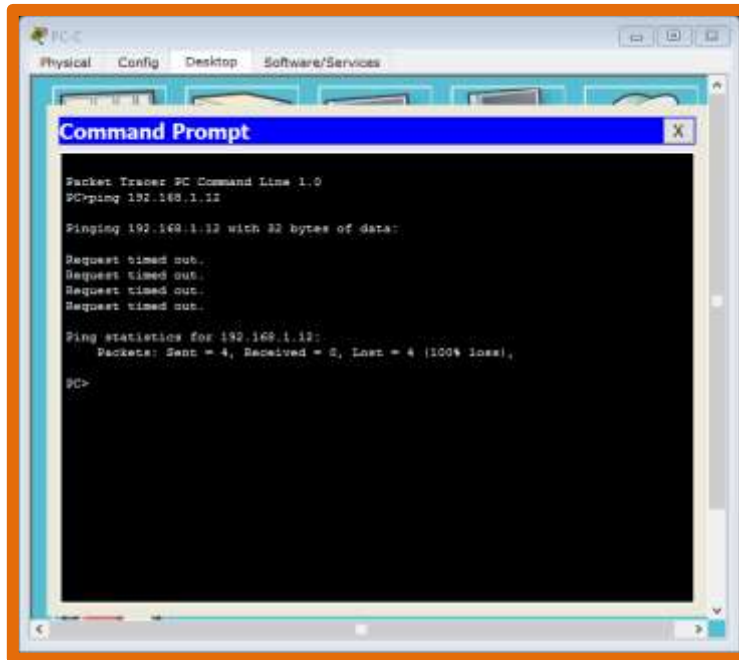 PC-C
Physical Config Desktop Software/Services
Command Prompt
X
Packet Tracer PC Command Line 1.0
PC>ping 192.168.1.12
Pinging 192.168.1.12 with 32 bytes of data:
Request timed out.
Request timed out.
Request timed out.
Request timed out.
Ping statistics for 192.168.1.12:
Packets: Sent = 4, Received = 0, Lost = 4 (100% loss),
PC>